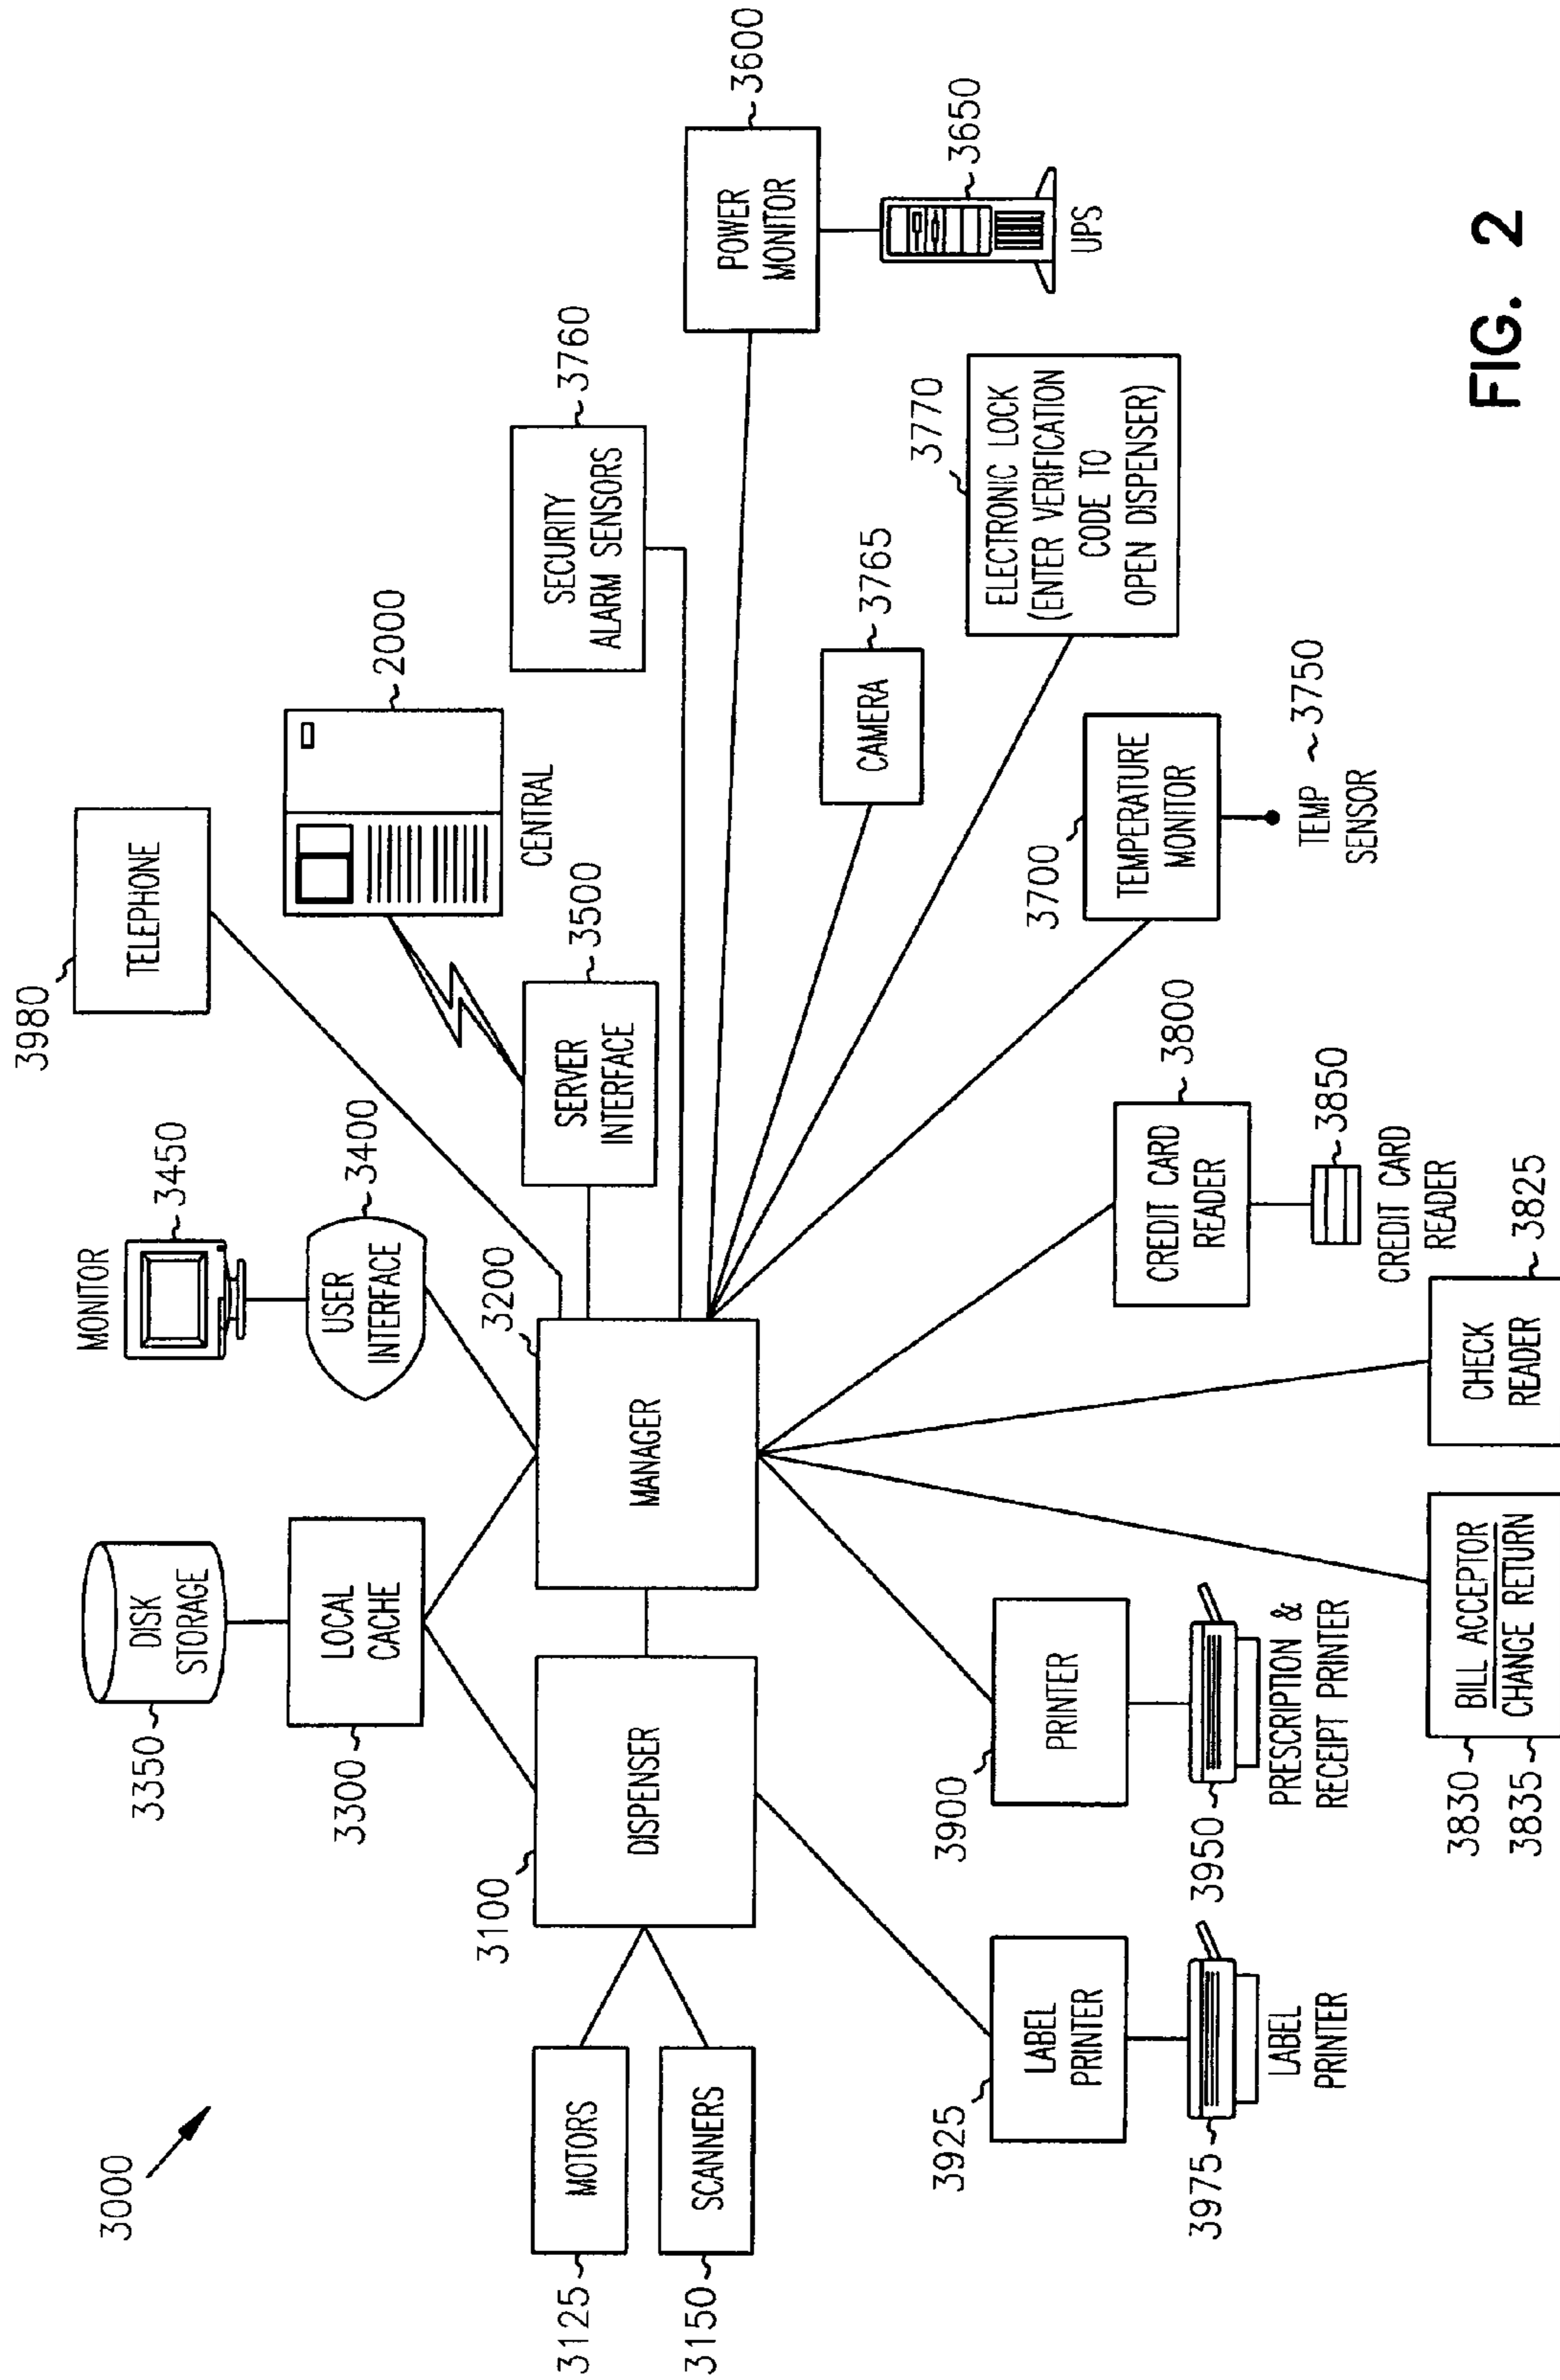 3000
3980
TELEPHONE
MONITOR
3450
3400
USER
INTERFACE
DISK
STORAGE
3350
LOCAL
CACHE
3300
2000
CENTRAL
3500
SERVER
INTERFACE
3760
SECURITY
ALARM SENSORS
3600
POWER
MONITOR
3650
UPS
3200
MANAGER
3100
DISPENSER
3125
MOTORS
3150
SCANNERS
3765
CAMERA
3770
ELECTRONIC LOCK
(ENTER VERIFICATION
CODE TO
OPEN DISPENSER)
3700
TEMPERATURE
MONITOR
TEMP
SENSOR
3750
3800
CREDIT CARD
READER
3850
CREDIT CARD
READER
3825
CHECK
READER
3830
BILL ACCEPTOR
3835
CHANGE RETURN
3900
PRINTER
3950
PRESCRIPTION &
RECEIPT PRINTER
3925
LABEL
PRINTER
3975
LABEL
PRINTER
FIG. 2